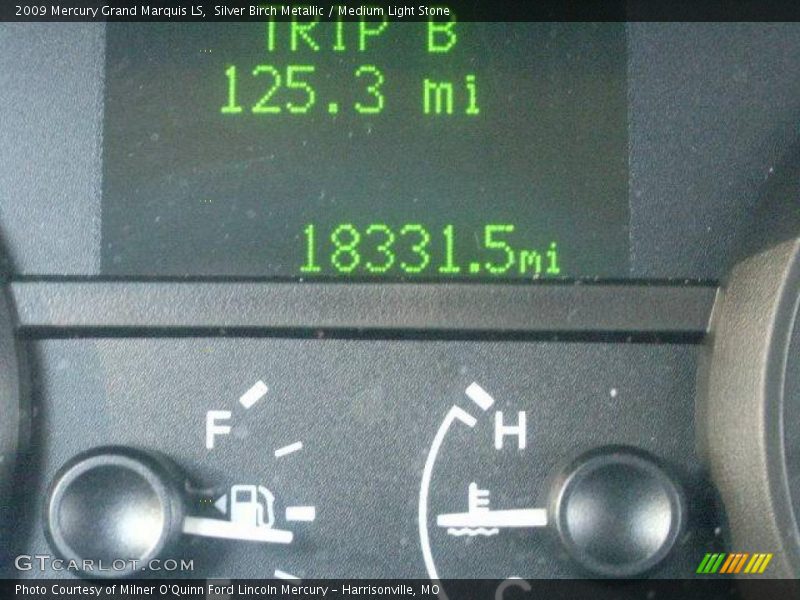 2009 Mercury Grand Marquis LS,  Silver Birch Metallic / Medium Light Stone
TRIP B
125.3 mi
18331.5mi
F
H
C
GTCARLOT.COM
Photo Courtesy of Milner O'Quinn Ford Lincoln Mercury – Harrisonville, MO